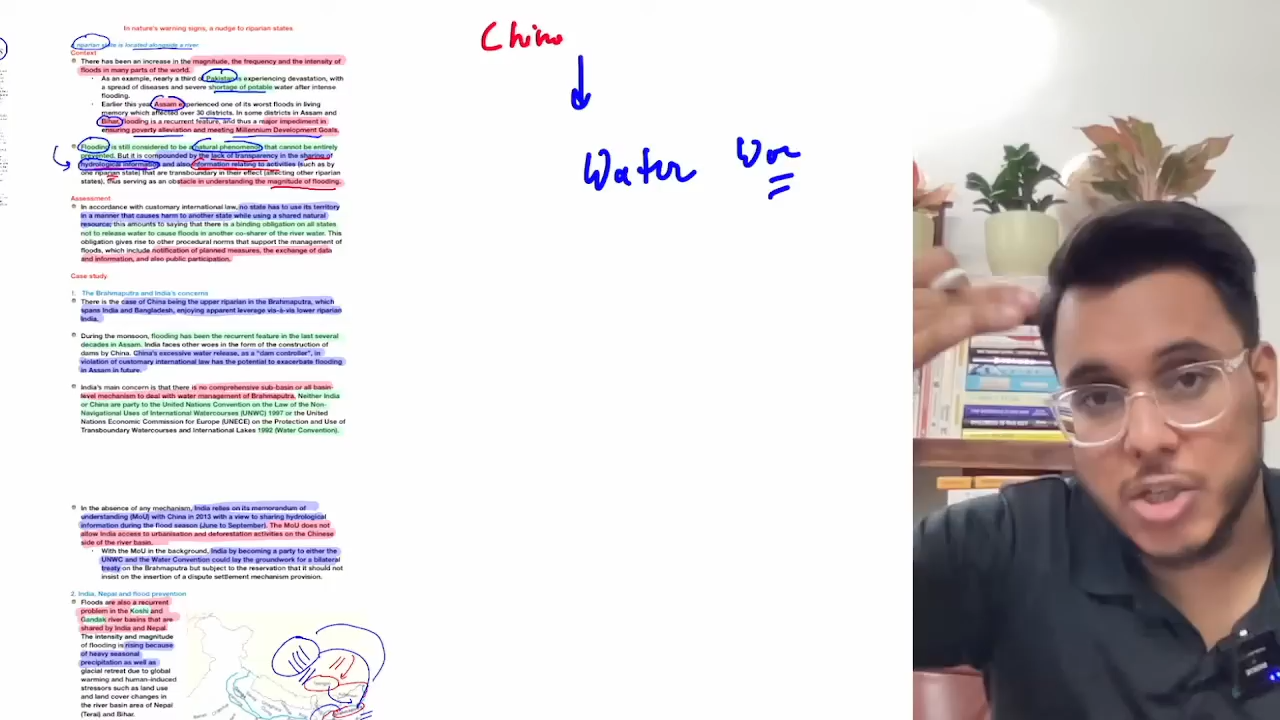 In nature's warning signs, a nudge to riparian states
A riparian state is located alongside a river
Context
There has been an increase in the magnitude, the frequency and the intensity of
floods in many parts of the world.
As an example, nearly a third of Pakistan is experiencing devastation, with
a spread of diseases and severe shortage of potable water after intense
flooding.
Earlier this year Assam experienced one of its worst floods in living
memory which affected over 30 districts. In some districts in Assam and
Bihar, flooding is a recurrent feature, and thus a major impediment in
ensuring poverty alleviation and meeting Millennium Development Goals.
Flooding is still considered to be a natural phenomenon that cannot be entirely
prevented. But it is compounded by the lack of transparency in the sharing of
hydrological information and also information relating to activities (such as by
one riparian state) that are transboundary in their effect (affecting other riparian
states), thus serving as an obstacle in understanding the magnitude of flooding.
Assessment
In accordance with customary international law, no state has to use its territory
in a manner that causes harm to another state while using a shared natural
resource; this amounts to saying that there is a binding obligation on all states
not to release water to cause floods in another co-sharer of the river water. This
obligation gives rise to other procedural norms that support the management of
floods, which include notification of planned measures, the exchange of data
and information, and also public participation.
Case study
1. The Brahmaputra and India's concerns
There is the case of China being the upper riparian in the Brahmaputra, which
spans India and Bangladesh, enjoying apparent leverage vis-à-vis lower riparian
India.
During the monsoon, flooding has been the recurrent feature in the last several
decades in Assam. India faces other woes in the form of the construction of
dams by China. China's excessive water release, as a "dam controller", in
violation of customary international law has the potential to exacerbate flooding
in Assam in future.
India's main concern is that there is no comprehensive sub-basin or all basin-
level mechanism to deal with water management of Brahmaputra. Neither India
or China are party to the United Nations Convention on the Law of the Non-
Navigational Uses of International Watercourses (UNWC) 1997 or the United
Nations Economic Commission for Europe (UNECE) on the Protection and Use of
Transboundary Watercourses and International Lakes 1992 (Water Convention).
In the absence of any mechanism, India relies on its memorandum of
understanding (MoU) with China in 2013 with a view to sharing hydrological
information during the flood season (June to September). The MoU does not
allow India access to urbanisation and deforestation activities on the Chinese
side of the river basin.
With the MoU in the background, India by becoming a party to either the
UNWC and the Water Convention could lay the groundwork for a bilateral
treaty on the Brahmaputra but subject to the reservation that it should not
insist on the insertion of a dispute settlement mechanism provision.
2. India, Nepal and flood prevention
Floods are also a recurrent
problem in the Koshi and
Gandak river basins that are
shared by India and Nepal.
The intensity and magnitude
of flooding is rising because
of heavy seasonal
precipitation as well as
glacial retreat due to global
warming and human-induced
stressors such as land use
and land cover changes in
the river basin area of Nepal
(Terai) and Bihar.
China
Water War